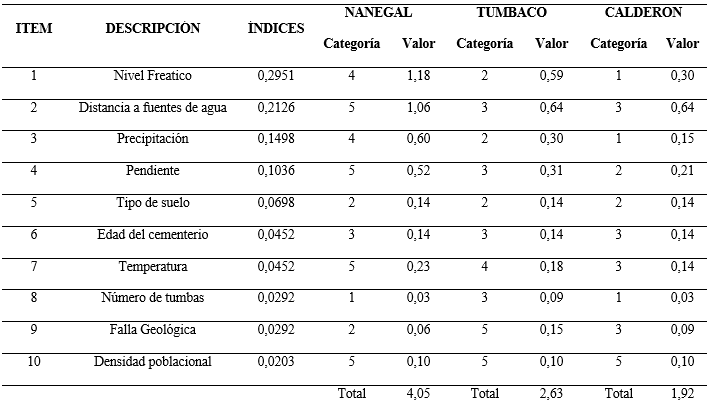 NANEGAL TUMBACO CALDERON
ITEM DESCRIPCIÓN ÍNDICES Categoría Valor Categoría Valor Categoría Valor
1 Nivel Freatico 0,2951 4 1,18 2 0,59 1 0,30
2 Distancia a fuentes de agua 0,2126 5 1,06 3 0,64 3 0,64
3 Precipitación 0,1498 4 0,60 2 0,30 1 0,15
4 Pendiente 0,1036 5 0,52 3 0,31 2 0,21
5 Tipo de suelo 0,0698 2 0,14 2 0,14 2 0,14
6 Edad del cementerio 0,0452 3 0,14 3 0,14 3 0,14
7 Temperatura 0,0452 5 0,23 4 0,18 3 0,14
8 Número de tumbas 0,0292 1 0,03 3 0,09 1 0,03
9 Falla Geológica 0,0292 2 0,06 5 0,15 3 0,09
10 Densidad poblacional 0,0203 5 0,10 5 0,10 5 0,10
Total 4,05 Total 2,63 Total 1,92